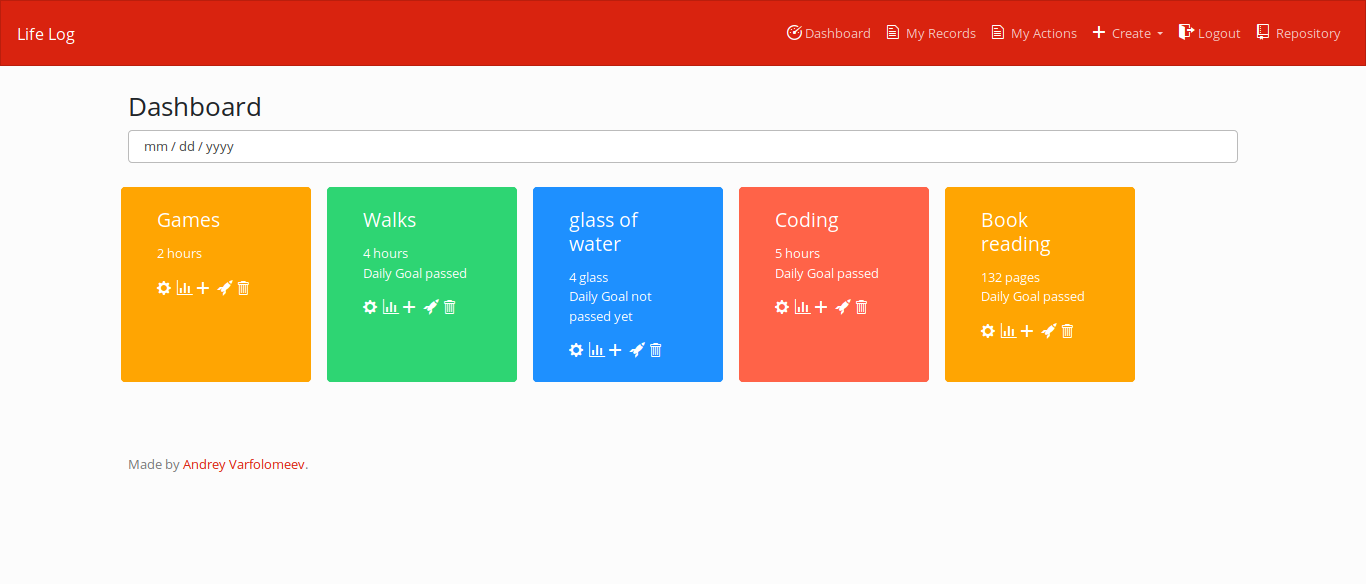 Life Log
Dashboard
My Records
My Actions
Create
Logout
Repository
Dashboard
mm / dd / yyyy
Games
2 hours
Walks
4 hours
Daily Goal passed
glass of
water
4 glass
Daily Goal not
passed yet
Coding
5 hours
Daily Goal passed
Book
reading
132 pages
Daily Goal passed
Made by Andrey Varfolomeev.